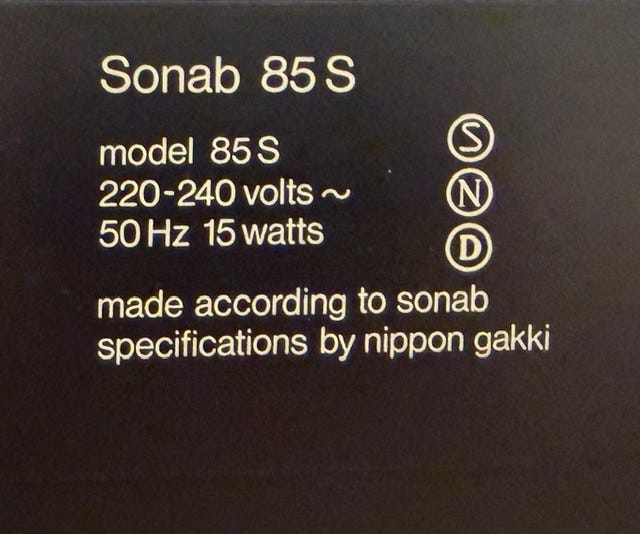 Sonab 85 S
model 85 S
220-240 volts ~
50 Hz 15 watts
S
N
D
made according to sonab
specifications by nippon gakki